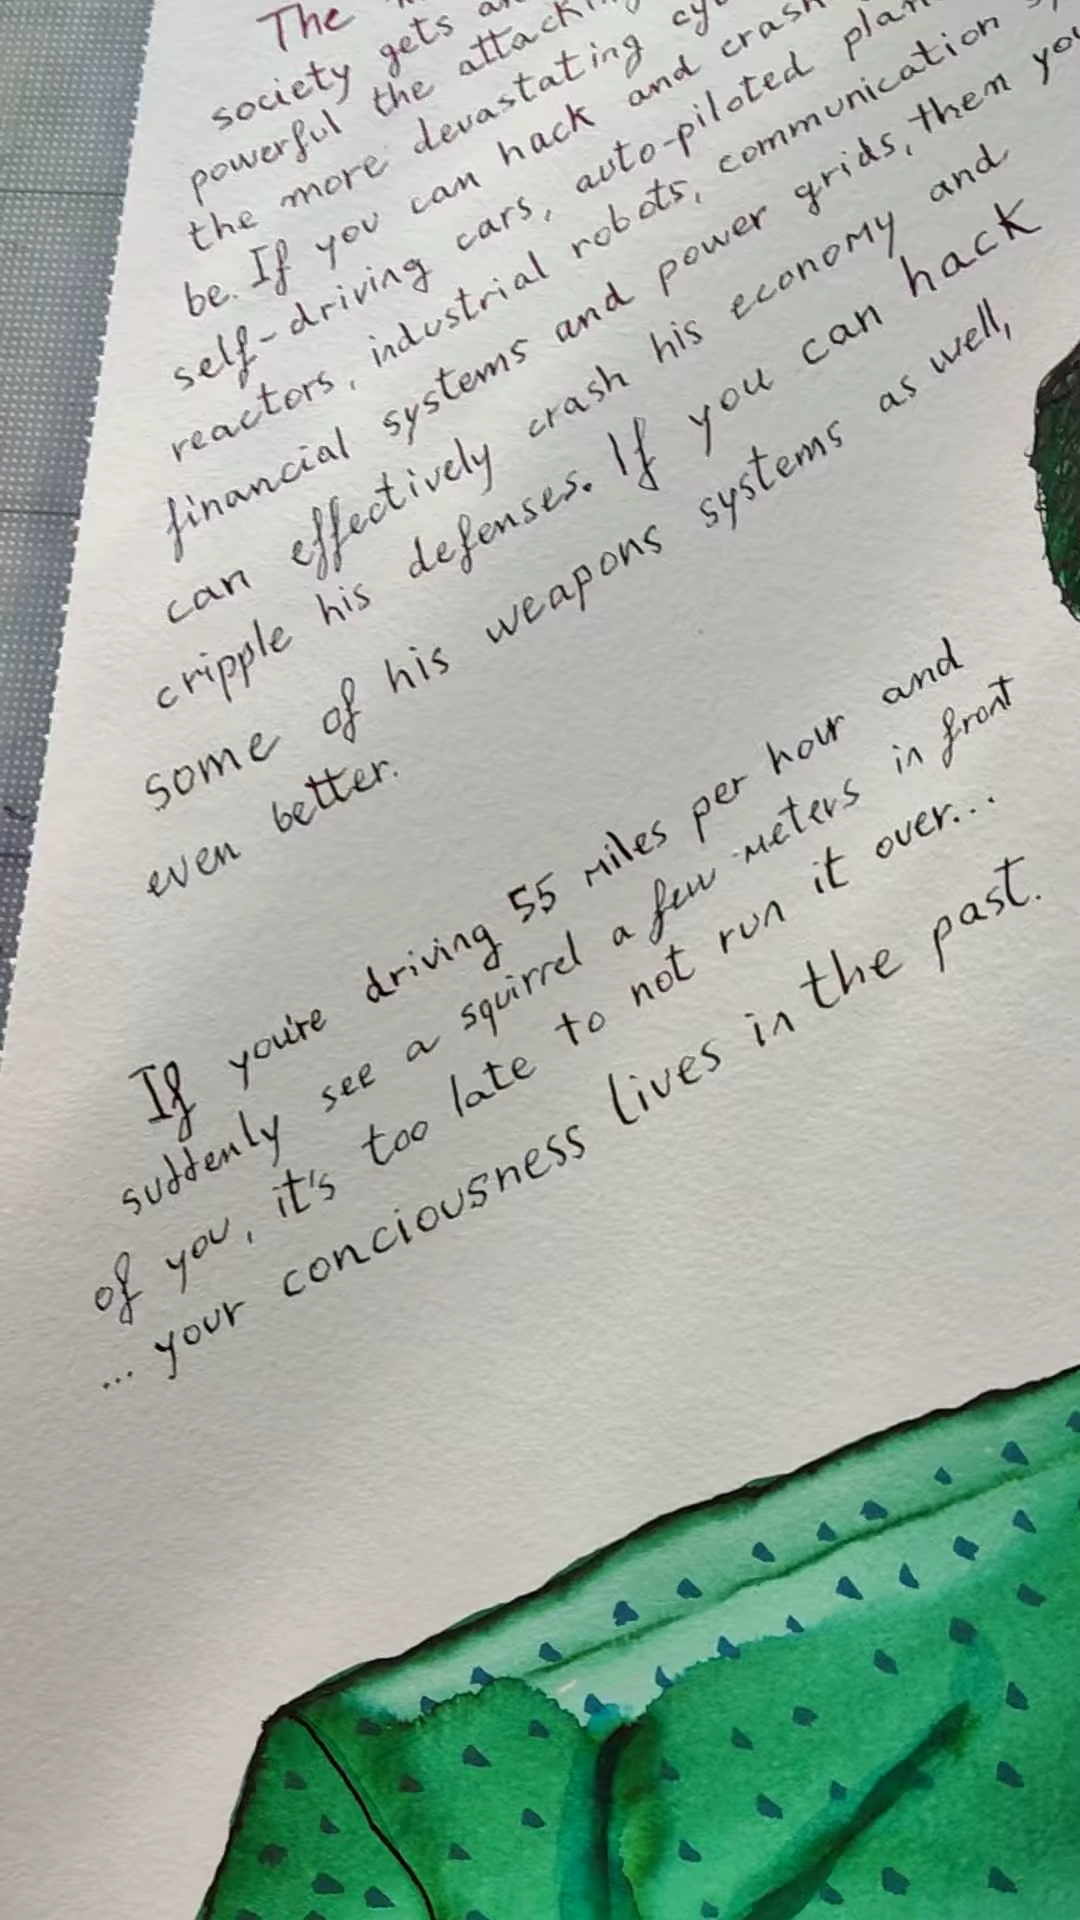 The
society gets
powerful the
the more devastating
be. If you can hack and crash
self-driving cars, auto-piloted
reactors, industrial robots, communication
financial systems and power grids, them you
can effectively crash his economy and
cripple his defenses. If you can hack
some of his weapons systems as well,
even better.
If you're driving 55 miles per hour and
suddenly see a squirrel a few meters in front
of you, it's too late to not run it over...
... your conciousness lives in the past.